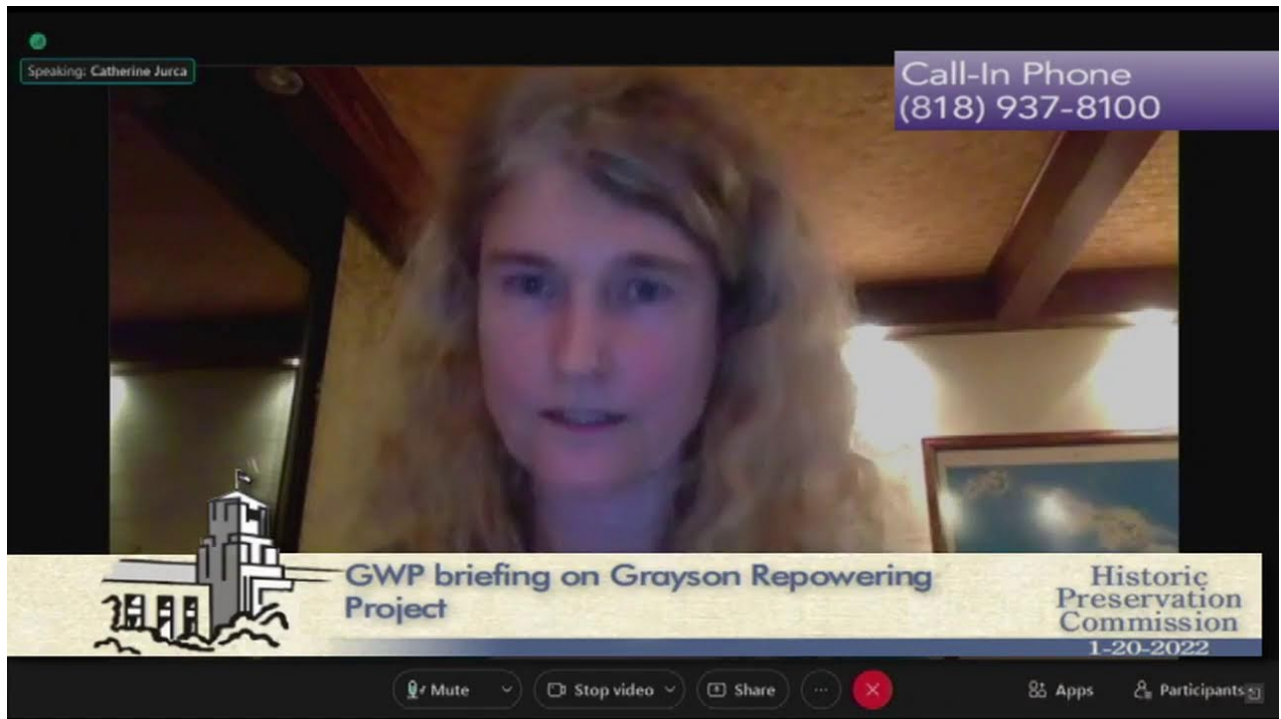 Speaking: Catherine Jurca
Call-In Phone
(818) 937-8100
GWP briefing on Grayson Repowering
Project
Historic
Preservation
Commission
1-20-2022
Mute
Stop video
Share
Apps
Participants